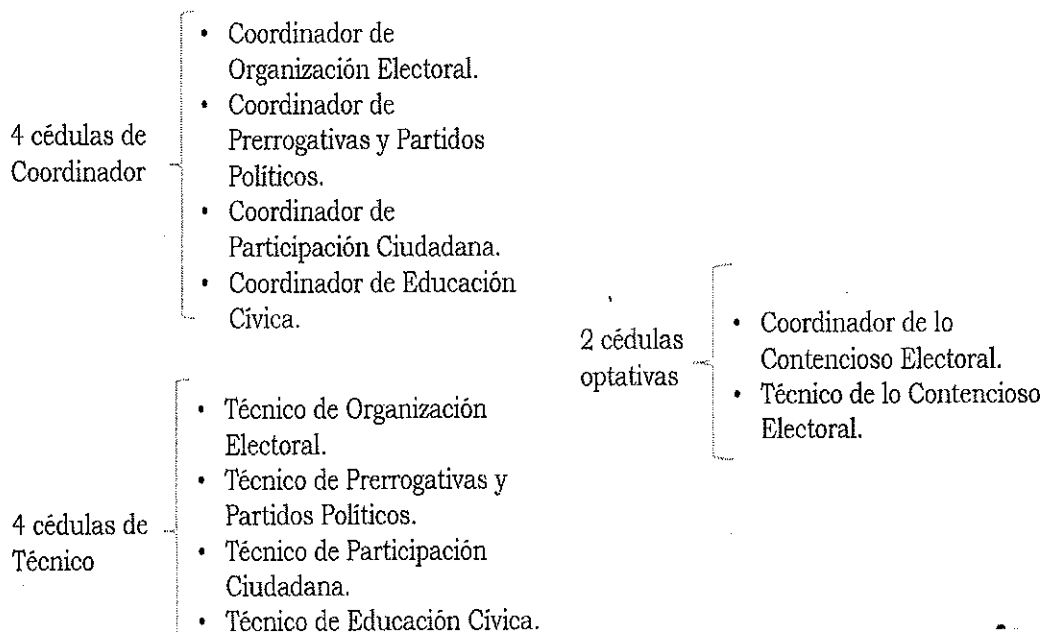 4 cédulas de
Coordinador
• Coordinador de
Organización Electoral.
• Coordinador de
Prerrogativas y Partidos
Políticos.
• Coordinador de
Participación Ciudadana.
• Coordinador de Educación
Cívica.
4 cédulas de
Técnico
• Técnico de Organización
Electoral.
• Técnico de Prerrogativas y
Partidos Políticos.
• Técnico de Participación
Ciudadana.
• Técnico de Educación Cívica.
2 cédulas
optativas
• Coordinador de lo
Contencioso Electoral.
• Técnico de lo Contencioso
Electoral.